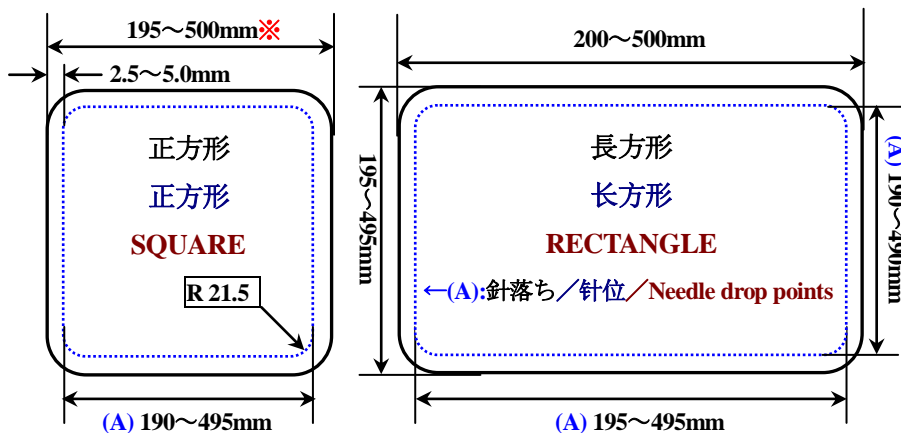 195～500mm※
2.5～5.0mm
正方形
正方形
SQUARE
R 21.5
(A) 190～495mm
200～500mm
195～495mm
長方形
长方形
RECTANGLE
←(A):針落ち／针位／Needle drop points
(A) 190～490mm
(A) 195～495mm